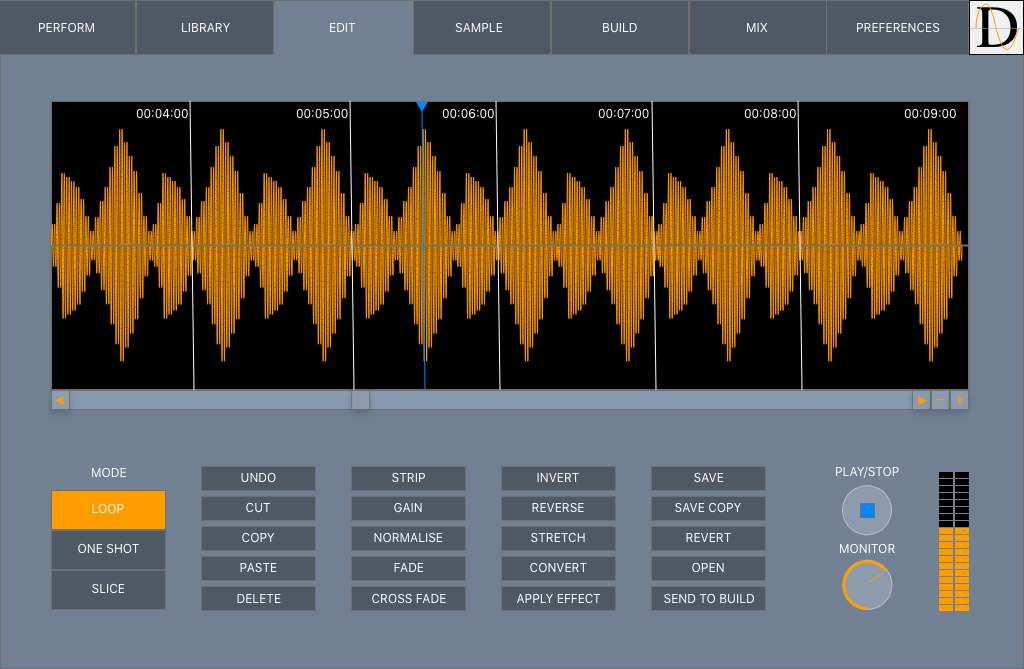 PERFORM LIBRARY EDIT SAMPLE BUILD MIX PREFERENCES D
00:04:00 00:05:00 00:06:00 00:07:00 00:08:00 00:09:00
MODE
LOOP
ONE SHOT
SLICE
UNDO
CUT
COPY
PASTE
DELETE
STRIP
GAIN
NORMALISE
FADE
CROSS FADE
INVERT
REVERSE
STRETCH
CONVERT
APPLY EFFECT
SAVE
SAVE COPY
REVERT
OPEN
SEND TO BUILD
PLAY/STOP
MONITOR